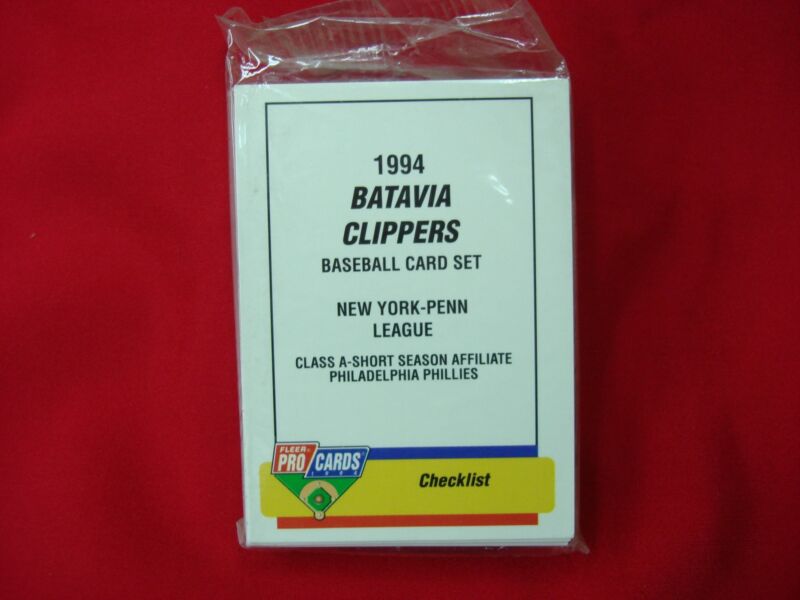 1994
BATAVIA
CLIPPERS
BASEBALL CARD SET
NEW YORK-PENN
LEAGUE
CLASS A-SHORT SEASON AFFILIATE
PHILADELPHIA PHILLIES
FLEER
PRO CARDS
1994
Checklist